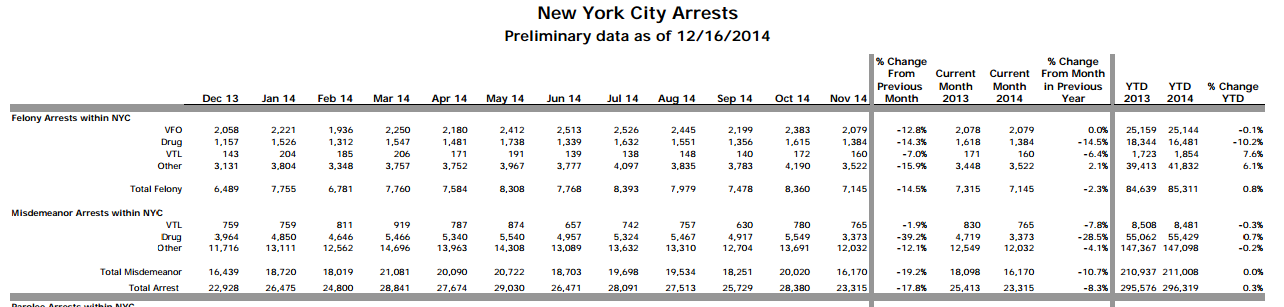 New York City Arrests
Preliminary data as of 12/16/2014
% Change % Change
From Current Current From Month
Previous Month Month in Previous YTD YTD % Change
Dec 13 Jan 14 Feb 14 Mar 14 Apr 14 May 14 Jun 14 Jul 14 Aug 14 Sep 14 Oct 14 Nov 14 Month 2013 2014 Year 2013 2014 YTD
Felony Arrests within NYC
VFO 2,058 2,221 1,936 2,250 2,180 2,412 2,513 2,526 2,445 2,199 2,383 2,079 -12.8% 2,078 2,079 0.0% 25,159 25,144 -0.1%
Drug 1,157 1,526 1,312 1,547 1,481 1,738 1,339 1,632 1,551 1,356 1,615 1,384 -14.3% 1,618 1,384 -14.5% 18,344 16,481 -10.2%
VTL 143 204 185 206 171 191 139 138 148 140 172 160 -7.0% 171 160 -6.4% 1,723 1,854 7.6%
Other 3,131 3,804 3,348 3,757 3,752 3,967 3,777 4,097 3,835 3,783 4,190 3,522 -15.9% 3,448 3,522 2.1% 39,413 41,832 6.1%
Total Felony 6,489 7,755 6,781 7,760 7,584 8,308 7,768 8,393 7,979 7,478 8,360 7,145 -14.5% 7,315 7,145 -2.3% 84,639 85,311 0.8%
Misdemeanor Arrests within NYC
VTL 759 759 811 919 787 874 657 742 757 630 780 765 -1.9% 830 765 -7.8% 8,508 8,481 -0.3%
Drug 3,964 4,850 4,646 5,466 5,340 5,540 4,957 5,324 5,467 4,917 5,549 3,373 -39.2% 4,719 3,373 -28.5% 55,062 55,429 0.7%
Other 11,716 13,111 12,562 14,696 13,963 14,308 13,089 13,632 13,310 12,704 13,691 12,032 -12.1% 12,549 12,032 -4.1% 147,367 147,098 -0.2%
Total Misdemeanor 16,439 18,720 18,019 21,081 20,090 20,722 18,703 19,698 19,534 18,251 20,020 16,170 -19.2% 18,098 16,170 -10.7% 210,937 211,008 0.0%
Total Arrest 22,928 26,475 24,800 28,841 27,674 29,030 26,471 28,091 27,513 25,729 28,380 23,315 -17.8% 25,413 23,315 -8.3% 295,576 296,319 0.3%